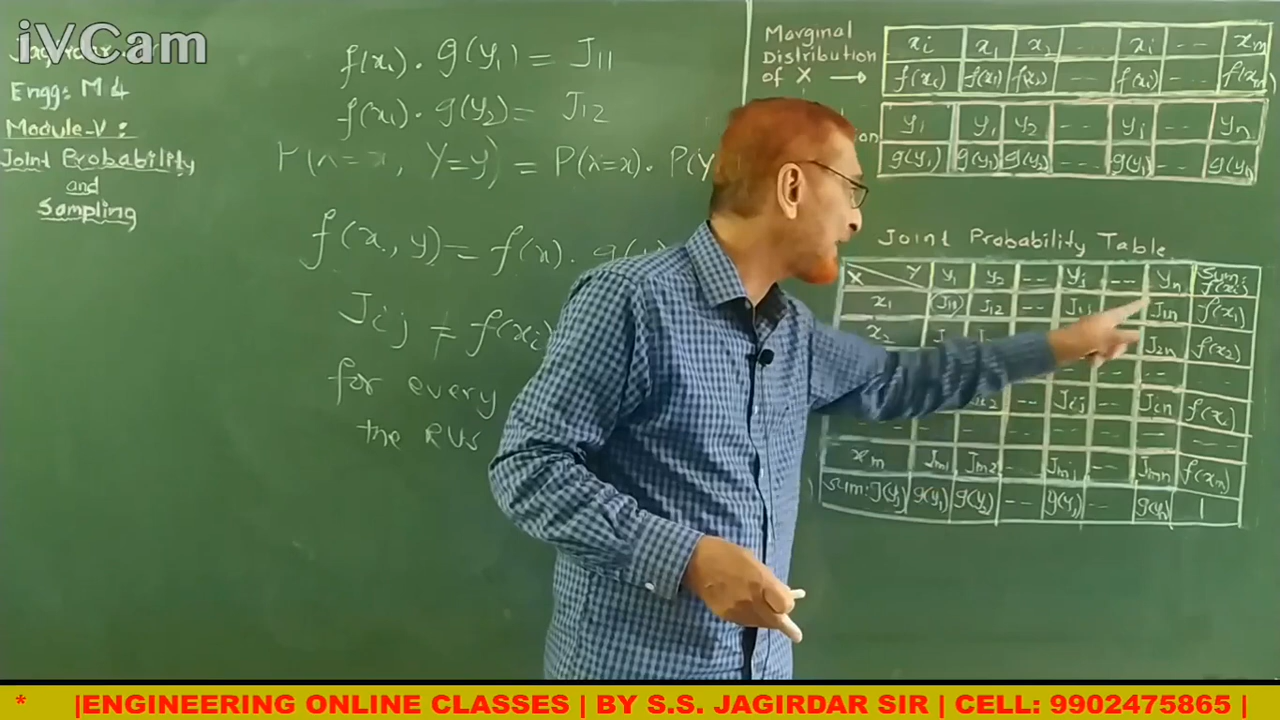 iVCam
Jagirdar.
Engg: M4
Module-V:
Joint Probability
and
Sampling
f(x₁) · g(y₁) = J₁₁
f(x₁) · g(y₂) = J₁₂
Y=y) = P(X=x) ·
f(x, y) = f(x) ·
Jᵢⱼ ≠ f(xᵢ)
for every
the RVs
Marginal
Distribution
of X →
xᵢ x₁ x₂ -- xᵢ -- xₘ
f(xᵢ) f(x₁) f(x₂) -- f(xᵢ) -- f(xₘ)
yⱼ y₁ y₂ -- yⱼ -- yₙ
g(yⱼ) g(y₁) g(y₂) -- g(yⱼ) -- g(yₙ)
Joint Probability Table
X Y y₁ y₂ -- yⱼ --- yₙ Sum: f(xᵢ)
x₁ J₁₁ J₁₂ -- J₁ⱼ J₁ₙ f(x₁)
x₂ J₂ₙ f(x₂)
Jᵢⱼ -- Jᵢₙ f(xᵢ)
xₘ Jₘ₁ Jₘ₂ -- Jₘⱼ -- Jₘₙ f(xₘ)
sum: g(yⱼ) g(y₁) g(y₂) -- g(yⱼ) -- g(yₙ) 1
* |ENGINEERING ONLINE CLASSES | BY S.S. JAGIRDAR SIR | CELL: 9902475865 |